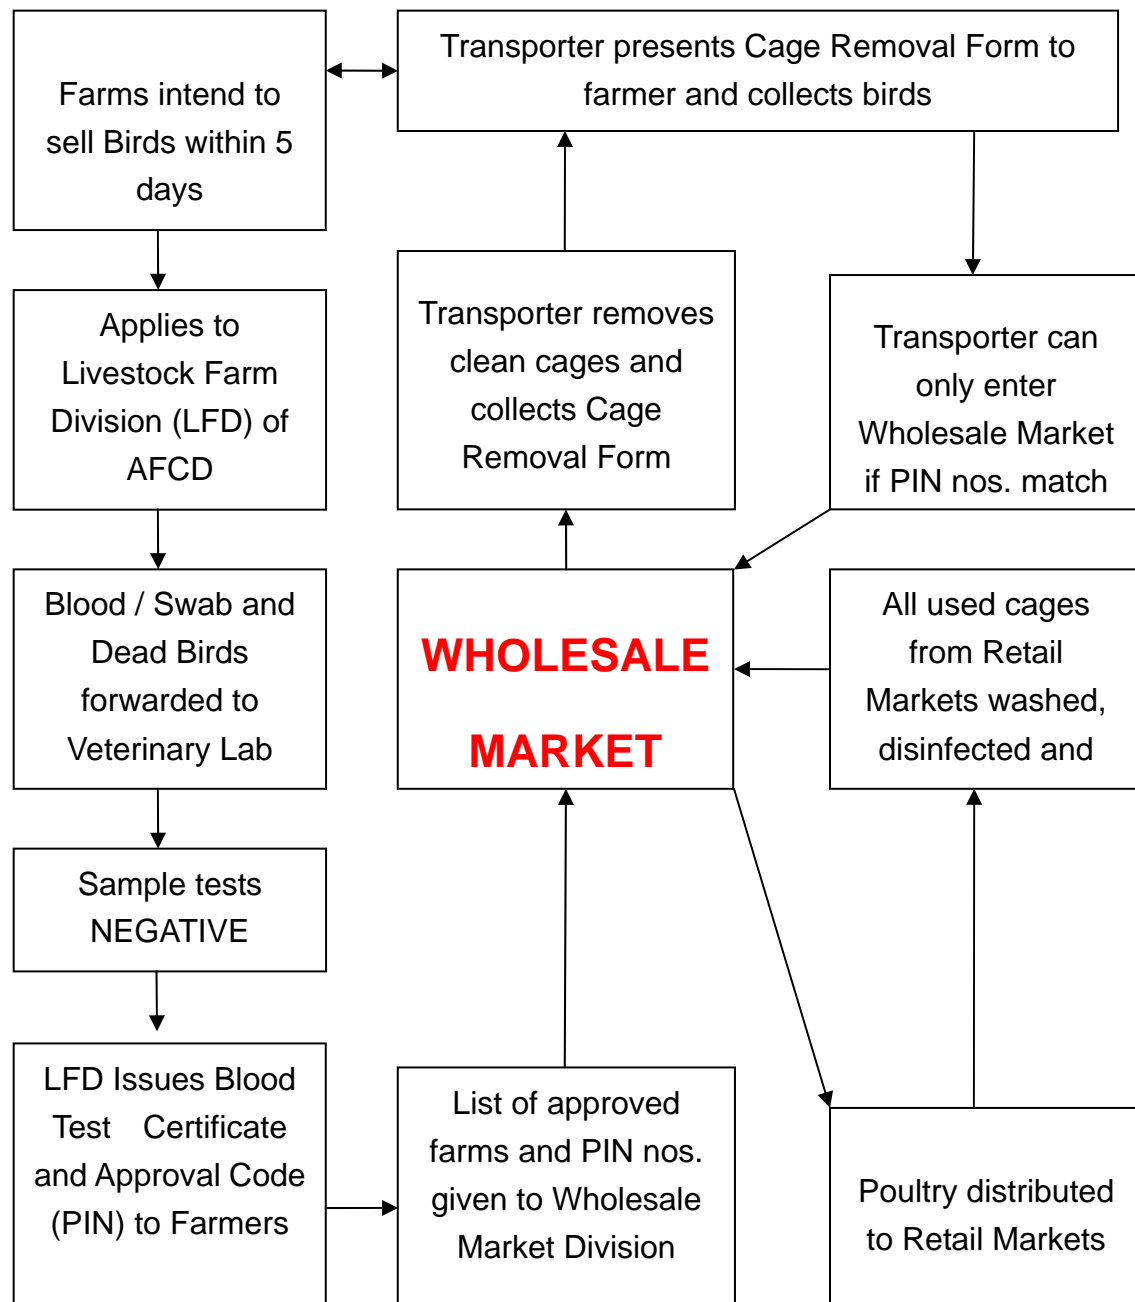 Farms intend to
sell Birds within 5
days
Transporter presents Cage Removal Form to
farmer and collects birds
Applies to
Livestock Farm
Division (LFD) of
AFCD
Transporter removes
clean cages and
collects Cage
Removal Form
Transporter can
only enter
Wholesale Market
if PIN nos. match
Blood / Swab and
Dead Birds
forwarded to
Veterinary Lab
WHOLESALE
MARKET
All used cages
from Retail
Markets washed,
disinfected and
Sample tests
NEGATIVE
LFD Issues Blood
Test Certificate
and Approval Code
(PIN) to Farmers
List of approved
farms and PIN nos.
given to Wholesale
Market Division
Poultry distributed
to Retail Markets